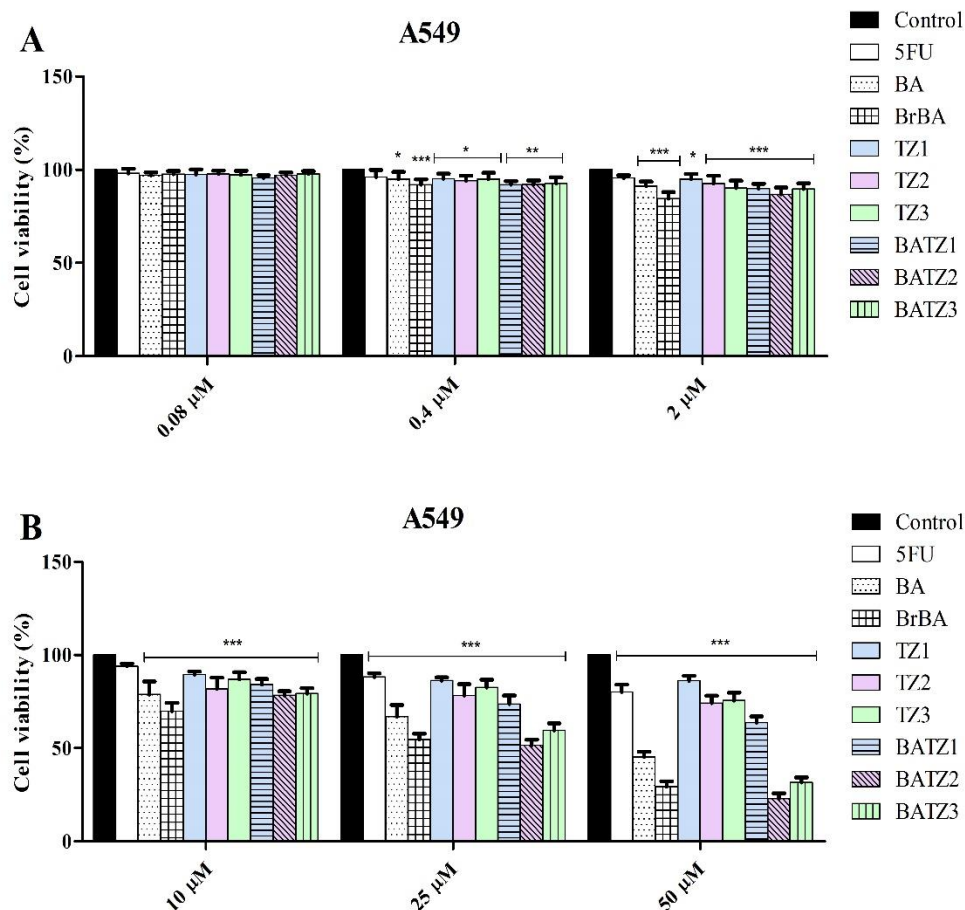 A
A549
Control
5FU
BA
BrBA
TZ1
TZ2
TZ3
BATZ1
BATZ2
BATZ3
Cell viability (%)
150
100
50
0
* *** * ** *** * ***
0.08 µM
0.4 µM
2 µM
B
A549
Control
5FU
BA
BrBA
TZ1
TZ2
TZ3
BATZ1
BATZ2
BATZ3
Cell viability (%)
150
100
50
0
*** *** ***
10 µM
25 µM
50 µM